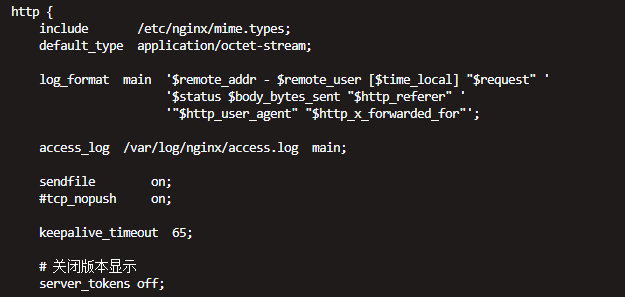 http {
    include       /etc/nginx/mime.types;
    default_type  application/octet-stream;
    log_format  main  '$remote_addr - $remote_user [$time_local] "$request" '
                      '$status $body_bytes_sent "$http_referer" '
                      '"$http_user_agent" "$http_x_forwarded_for"';
    access_log  /var/log/nginx/access.log  main;
    sendfile        on;
    #tcp_nopush     on;
    keepalive_timeout  65;
    # 关闭版本显示
    server_tokens off;